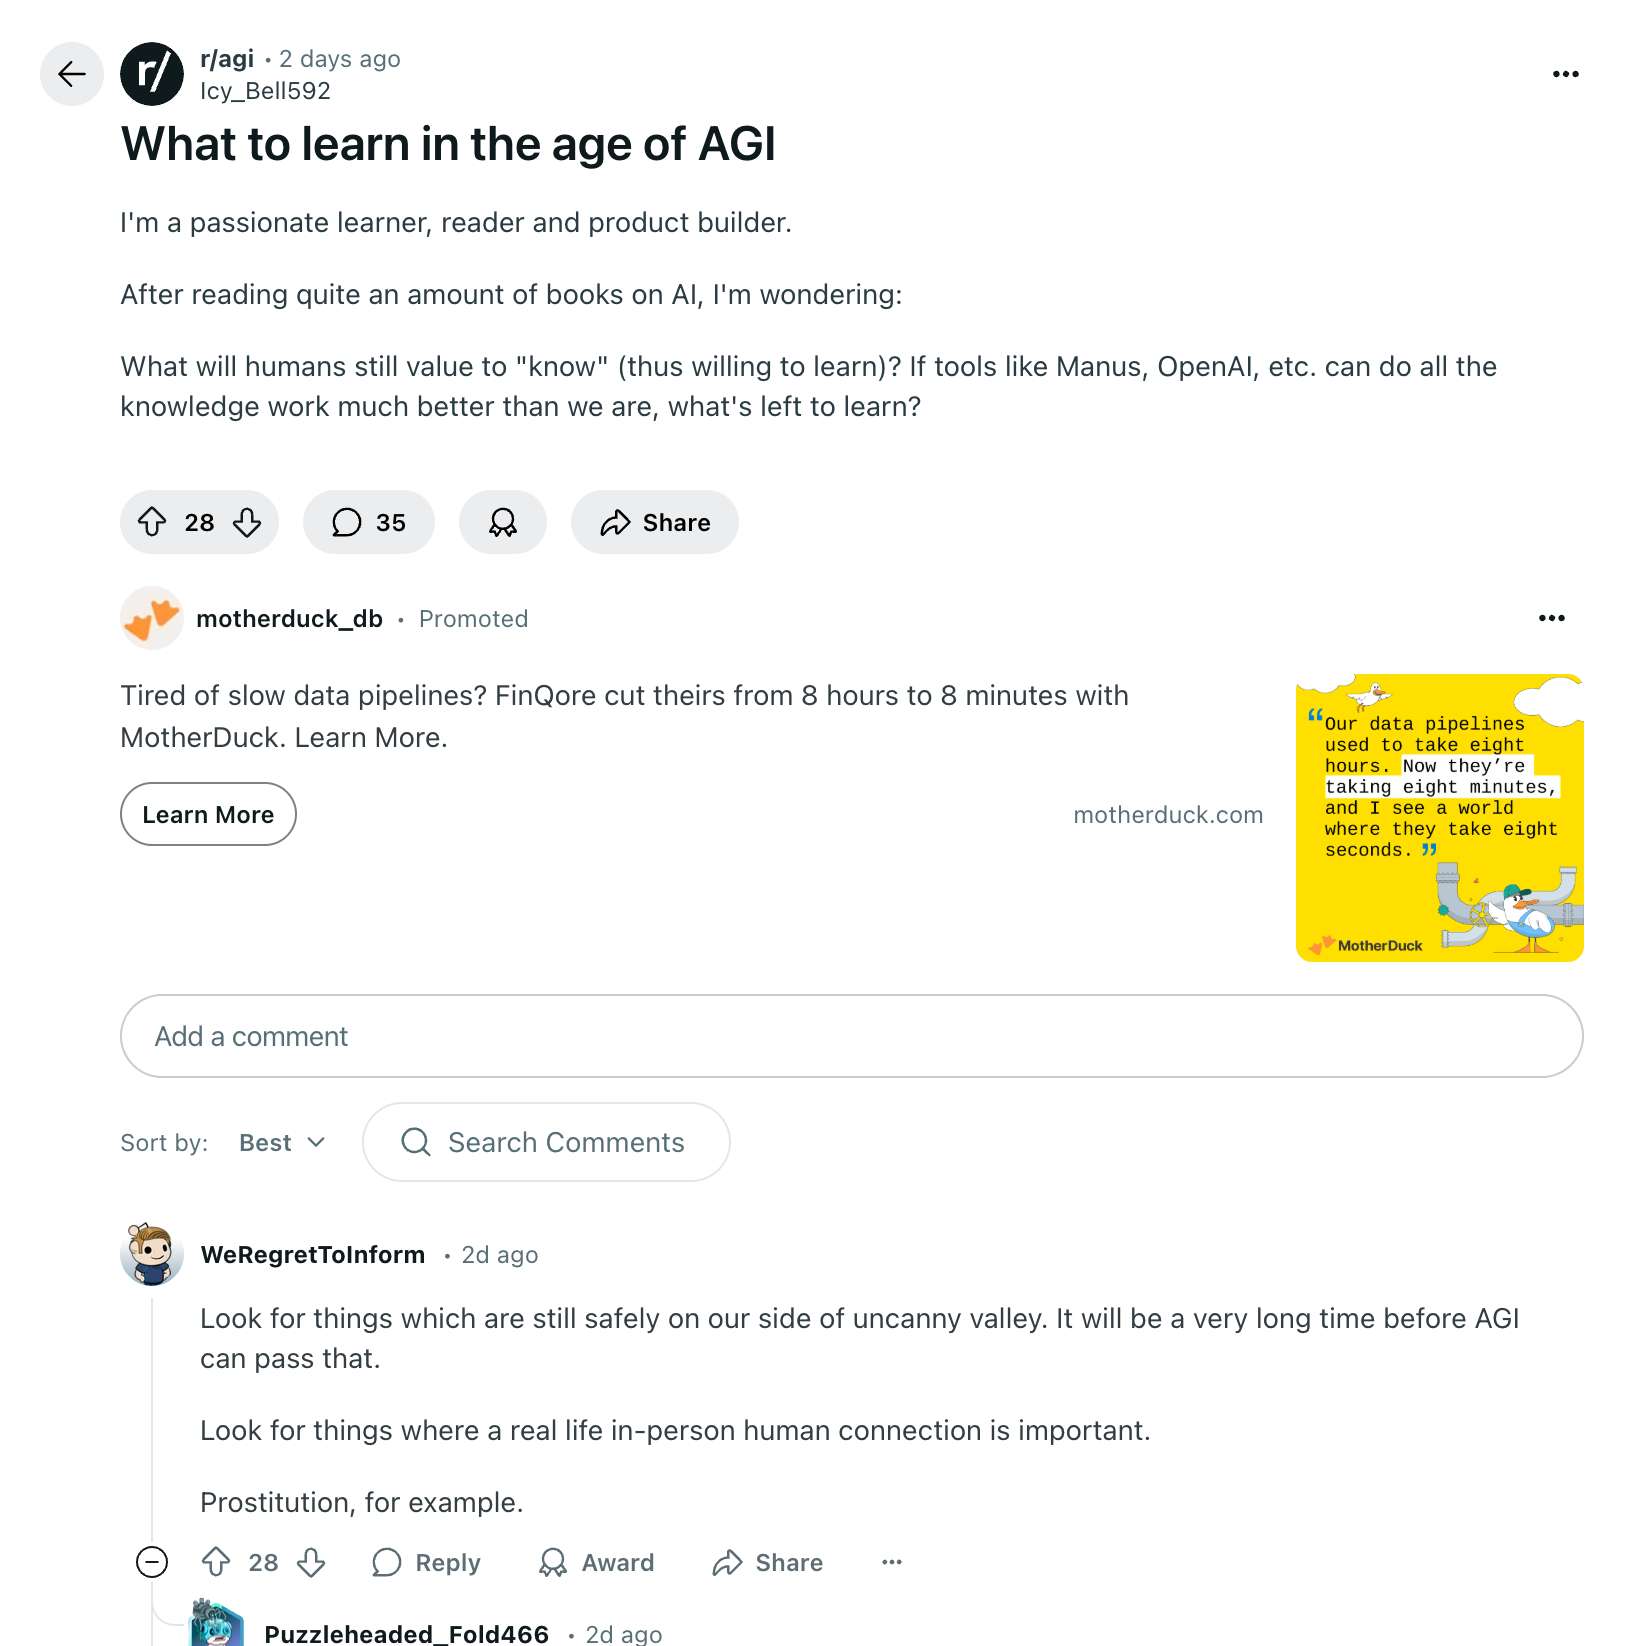 r/agi • 2 days ago
Icy_Bell592
What to learn in the age of AGI
I'm a passionate learner, reader and product builder.
After reading quite an amount of books on AI, I'm wondering:
What will humans still value to "know" (thus willing to learn)? If tools like Manus, OpenAI, etc. can do all the
knowledge work much better than we are, what's left to learn?
28 35 Share
motherduck_db • Promoted
Tired of slow data pipelines? FinQore cut theirs from 8 hours to 8 minutes with
MotherDuck. Learn More.
Learn More
motherduck.com
“Our data pipelines
used to take eight
hours. Now they’re
taking eight minutes,
and I see a world
where they take eight
seconds.”
MotherDuck
Add a comment
Sort by: Best Search Comments
WeRegretToInform • 2d ago
Look for things which are still safely on our side of uncanny valley. It will be a very long time before AGI
can pass that.
Look for things where a real life in-person human connection is important.
Prostitution, for example.
28 Reply Award Share
Puzzleheaded_Fold466 • 2d ago